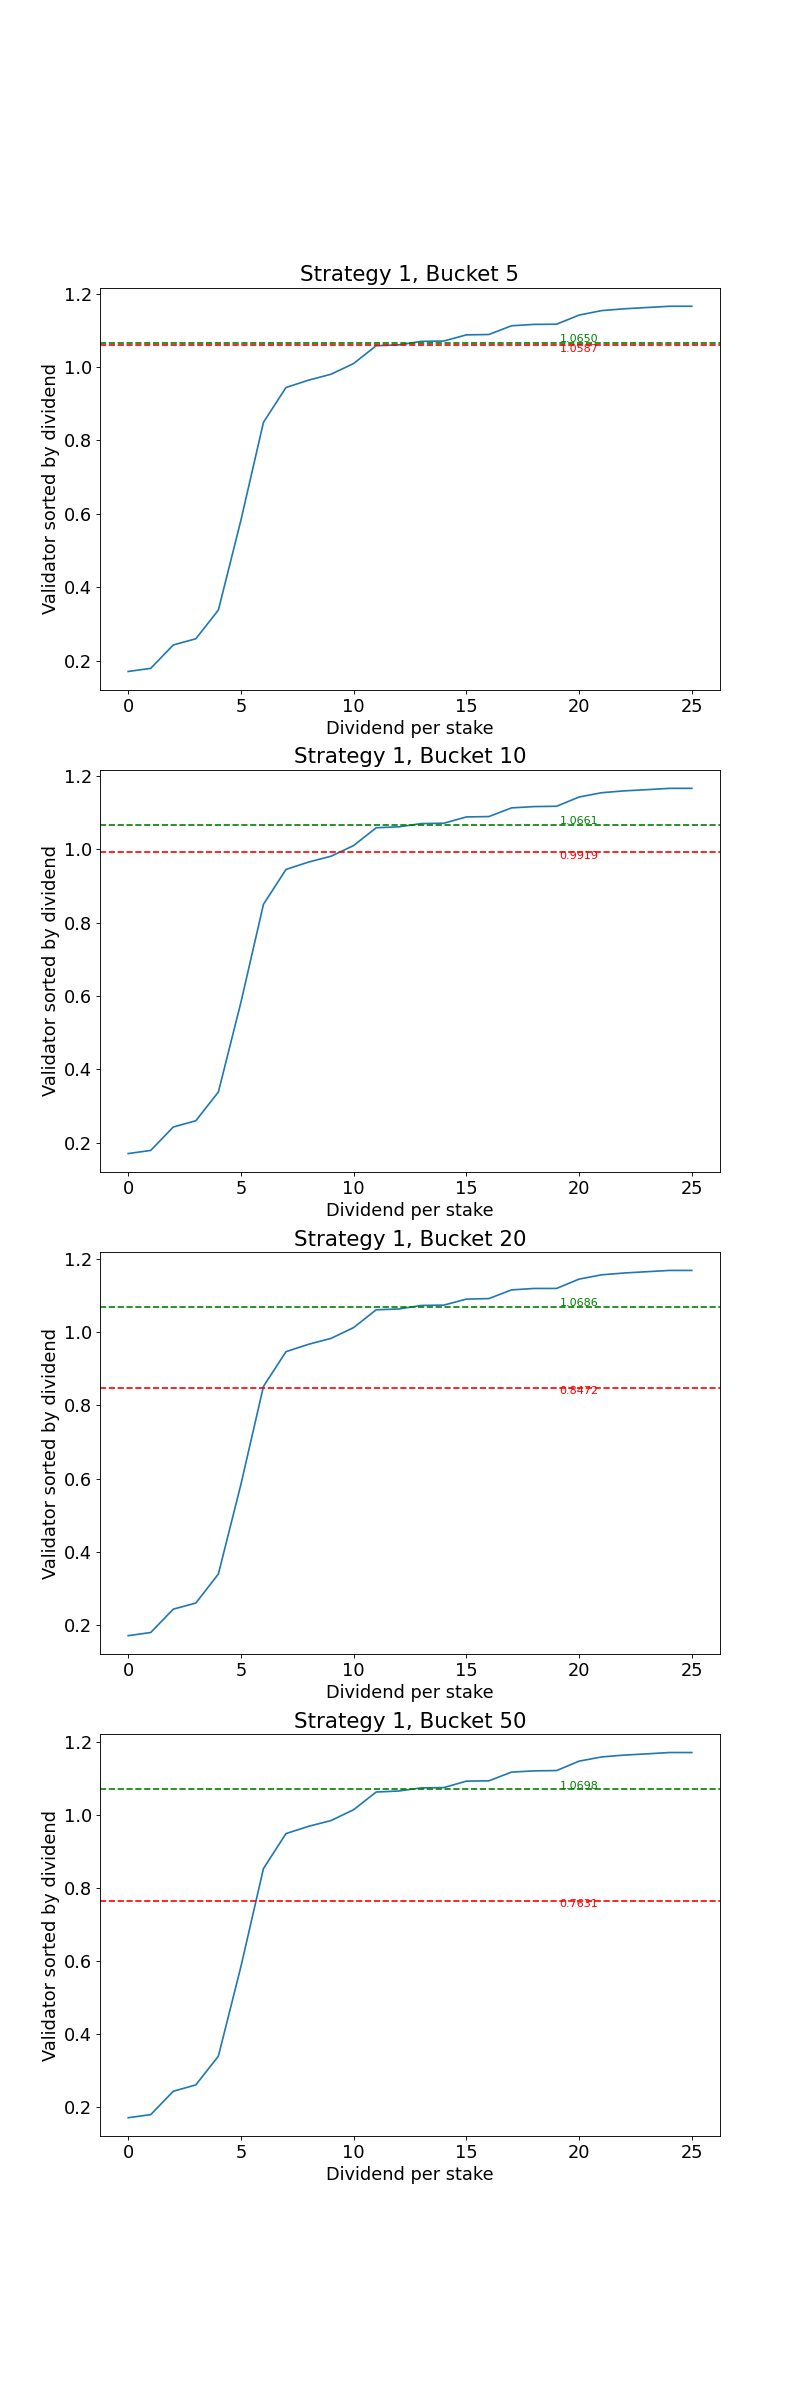 Strategy 1, Bucket 5
1.2
1.0
0.8
0.6
0.4
0.2
Validator sorted by dividend
1.0650
1.0587
0 5 10 15 20 25
Dividend per stake
Strategy 1, Bucket 10
1.2
1.0
0.8
0.6
0.4
0.2
Validator sorted by dividend
1.0661
0.9919
0 5 10 15 20 25
Dividend per stake
Strategy 1, Bucket 20
1.2
1.0
0.8
0.6
0.4
0.2
Validator sorted by dividend
1.0686
0.8472
0 5 10 15 20 25
Dividend per stake
Strategy 1, Bucket 50
1.2
1.0
0.8
0.6
0.4
0.2
Validator sorted by dividend
1.0698
0.7631
0 5 10 15 20 25
Dividend per stake